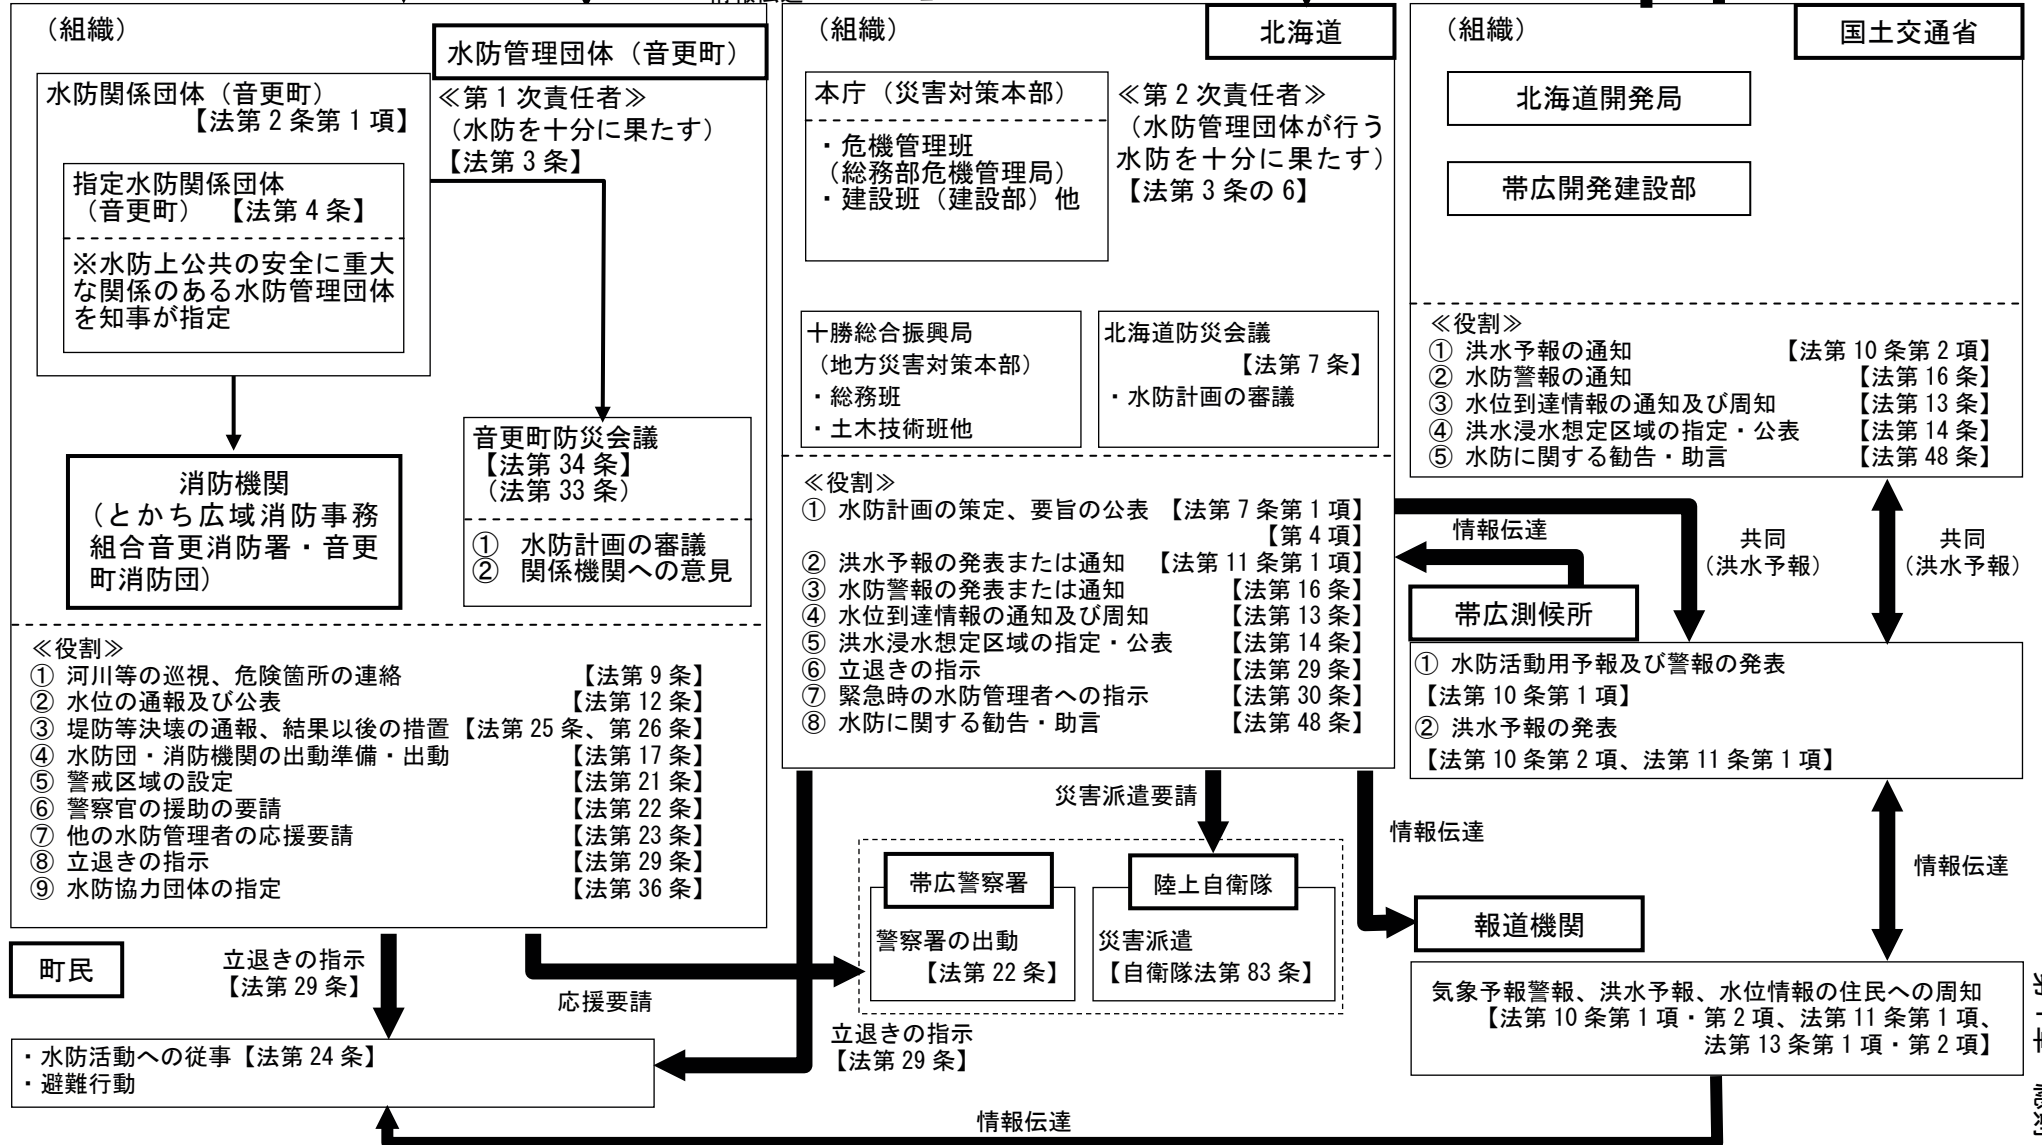 情報伝達
(組織)
水防管理団体(音更町)
水防関係団体(音更町)
【法第2条第1項】
指定水防関係団体
(音更町) 【法第4条】
※水防上公共の安全に重大
な関係のある水防管理団体
を知事が指定
≪第1次責任者≫
(水防を十分に果たす)
【法第3条】
消防機関
(とかち広域消防事務
組合音更消防署・音更
町消防団)
音更町防災会議
【法第34条】
(法第33条)
① 水防計画の審議
② 関係機関への意見
≪役割≫
① 河川等の巡視、危険箇所の連絡 【法第9条】
② 水位の通報及び公表 【法第12条】
③ 堤防等決壊の通報、結果以後の措置【法第25条、第26条】
④ 水防団・消防機関の出動準備・出動 【法第17条】
⑤ 警戒区域の設定 【法第21条】
⑥ 警察官の援助の要請 【法第22条】
⑦ 他の水防管理者の応援要請 【法第23条】
⑧ 立退きの指示 【法第29条】
⑨ 水防協力団体の指定 【法第36条】
(組織)
北海道
本庁(災害対策本部)
・危機管理班
(総務部危機管理局)
・建設班(建設部)他
≪第2次責任者≫
(水防管理団体が行う
水防を十分に果たす)
【法第3条の6】
十勝総合振興局
(地方災害対策本部)
・総務班
・土木技術班他
北海道防災会議
【法第7条】
・水防計画の審議
≪役割≫
① 水防計画の策定、要旨の公表 【法第7条第1項】
【第4項】
② 洪水予報の発表または通知 【法第11条第1項】
③ 水防警報の発表または通知 【法第16条】
④ 水位到達情報の通知及び周知 【法第13条】
⑤ 洪水浸水想定区域の指定・公表 【法第14条】
⑥ 立退きの指示 【法第29条】
⑦ 緊急時の水防管理者への指示 【法第30条】
⑧ 水防に関する勧告・助言 【法第48条】
(組織)
国土交通省
北海道開発局
帯広開発建設部
≪役割≫
① 洪水予報の通知 【法第10条第2項】
② 水防警報の通知 【法第16条】
③ 水位到達情報の通知及び周知 【法第13条】
④ 洪水浸水想定区域の指定・公表 【法第14条】
⑤ 水防に関する勧告・助言 【法第48条】
情報伝達
共同
(洪水予報)
共同
(洪水予報)
帯広測候所
① 水防活動用予報及び警報の発表
【法第10条第1項】
② 洪水予報の発表
【法第10条第2項、法第11条第1項】
災害派遣要請
情報伝達
情報伝達
帯広警察署
警察署の出動
【法第22条】
陸上自衛隊
災害派遣
【自衛隊法第83条】
報道機関
気象予報警報、洪水予報、水位情報の住民への周知
【法第10条第1項・第2項、法第11条第1項、
法第13条第1項・第2項】
町民
立退きの指示
【法第29条】
応援要請
立退きの指示
【法第29条】
・水防活動への従事【法第24条】
・避難行動
情報伝達